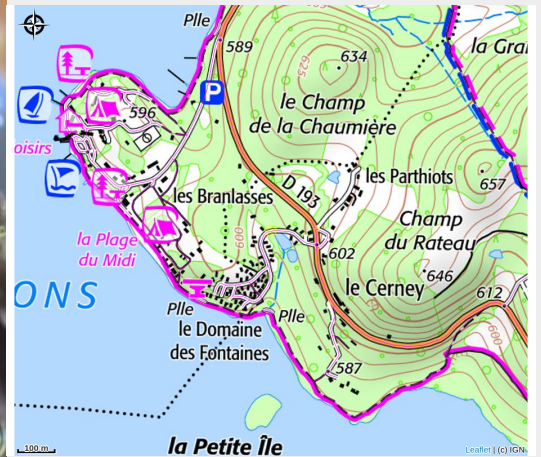 Plle
589
634
625
la Gra
P
le Champ
de la Chaumière
596
oisirs
657
les Parthiots
D 193
les Branlasses
Champ
du Rateau
la Plage
du Midi
600
602
646
ONS
le Cerney
612
Plle
Plle
600
le Domaine
des Fontaines
587
la Petite Île
100 m
Leaflet | (c) IGN